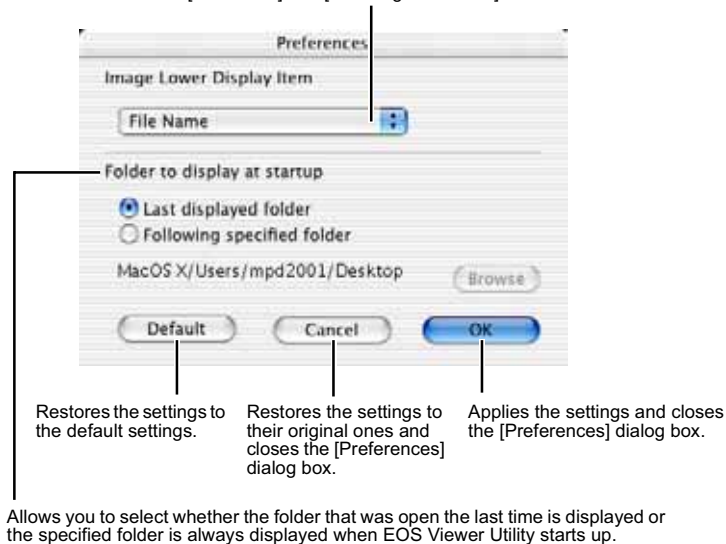 Preferences
Image Lower Display Item
File Name
Folder to display at startup
Last displayed folder
Following specified folder
MacOS X/Users/mpd2001/Desktop
Browse
Default
Cancel
OK
Restores the settings to
the default settings.
Restores the settings to
their original ones and
closes the [Preferences]
dialog box.
Applies the settings and closes
the [Preferences] dialog box.
Allows you to select whether the folder that was open the last time is displayed or
the specified folder is always displayed when EOS Viewer Utility starts up.